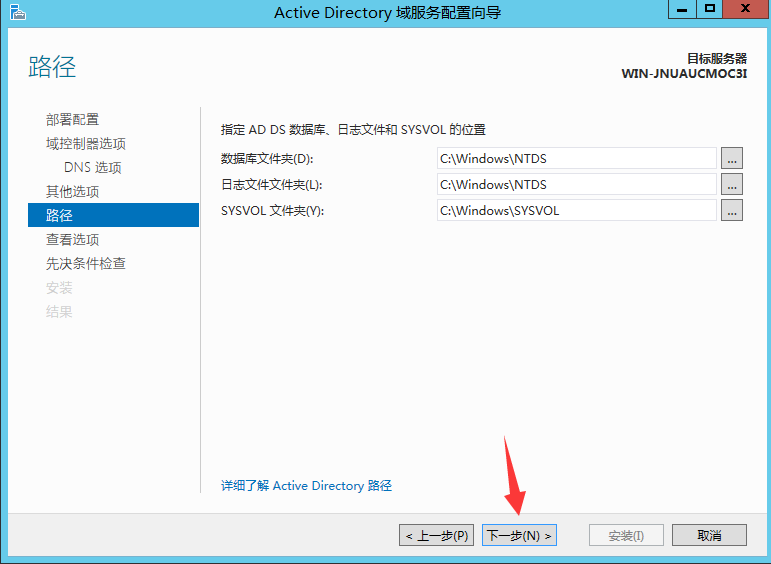 Active Directory 域服务配置向导
路径
目标服务器
WIN-JNUAUCMOC3I
部署配置
域控制器选项
DNS 选项
其他选项
路径
查看选项
先决条件检查
安装
结果
指定 AD DS 数据库、日志文件和 SYSVOL 的位置
数据库文件夹(D): C:\Windows\NTDS ...
日志文件文件夹(L): C:\Windows\NTDS ...
SYSVOL 文件夹(Y): C:\Windows\SYSVOL ...
详细了解 Active Directory 路径
< 上一步(P) 下一步(N) > 安装(I) 取消